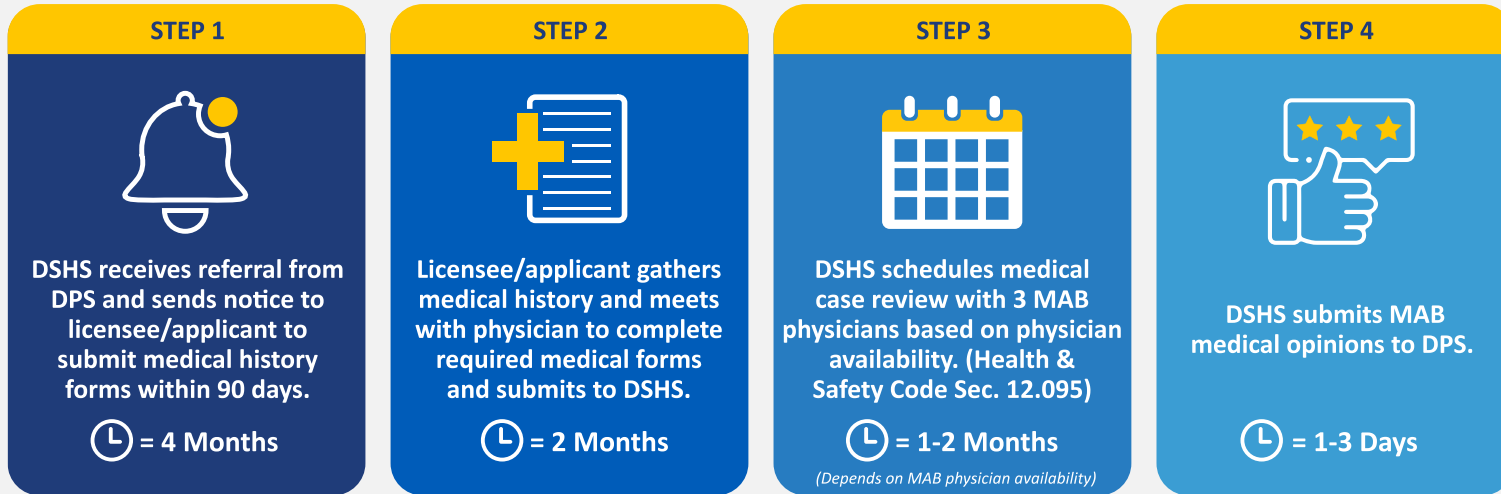 STEP 1
DSHS receives referral from
DPS and sends notice to
licensee/applicant to
submit medical history
forms within 90 days.
= 4 Months
STEP 2
Licensee/applicant gathers
medical history and meets
with physician to complete
required medical forms
and submits to DSHS.
= 2 Months
STEP 3
DSHS schedules medical
case review with 3 MAB
physicians based on physician
availability. (Health &
Safety Code Sec. 12.095)
= 1-2 Months
(Depends on MAB physician availability)
STEP 4
DSHS submits MAB
medical opinions to DPS.
= 1-3 Days